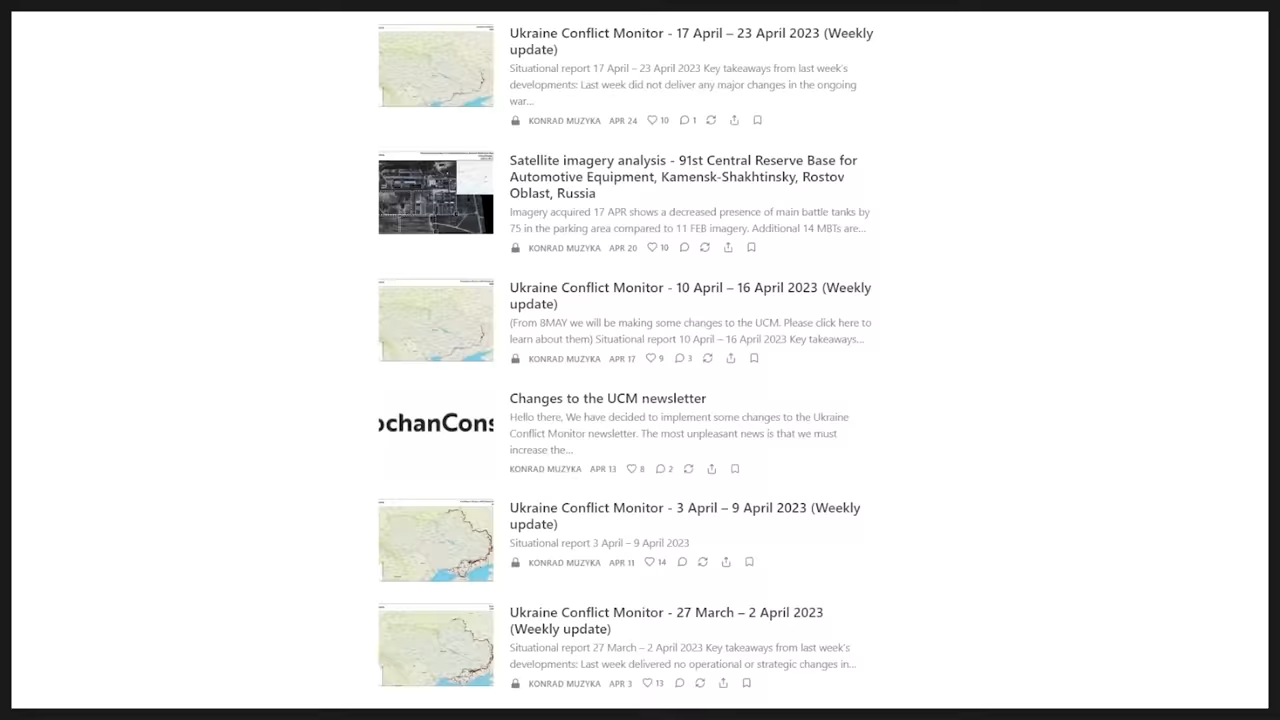 Ukraine Conflict Monitor - 17 April – 23 April 2023 (Weekly
update)
Situational report 17 April – 23 April 2023 Key takeaways from last week's
developments: Last week did not deliver any major changes in the ongoing
war...
KONRAD MUZYKA APR 24 10 1
Satellite imagery analysis - 91st Central Reserve Base for
Automotive Equipment, Kamensk-Shakhtinsky, Rostov
Oblast, Russia
Imagery acquired 17 APR shows a decreased presence of main battle tanks by
75 in the parking area compared to 11 FEB imagery. Additional 14 MBTs are...
KONRAD MUZYKA APR 20 10
Ukraine Conflict Monitor - 10 April – 16 April 2023 (Weekly
update)
(From 8MAY we will be making some changes to the UCM. Please click here to
learn about them) Situational report 10 April – 16 April 2023 Key takeaways...
KONRAD MUZYKA APR 17 9 3
ochanCons
Changes to the UCM newsletter
Hello there, We have decided to implement some changes to the Ukraine
Conflict Monitor newsletter. The most unpleasant news is that we must
increase the...
KONRAD MUZYKA APR 13 8 2
Ukraine Conflict Monitor - 3 April – 9 April 2023 (Weekly
update)
Situational report 3 April – 9 April 2023
KONRAD MUZYKA APR 11 14
Ukraine Conflict Monitor - 27 March – 2 April 2023
(Weekly update)
Situational report 27 March – 2 April 2023 Key takeaways from last week's
developments: Last week delivered no operational or strategic changes in...
KONRAD MUZYKA APR 3 13